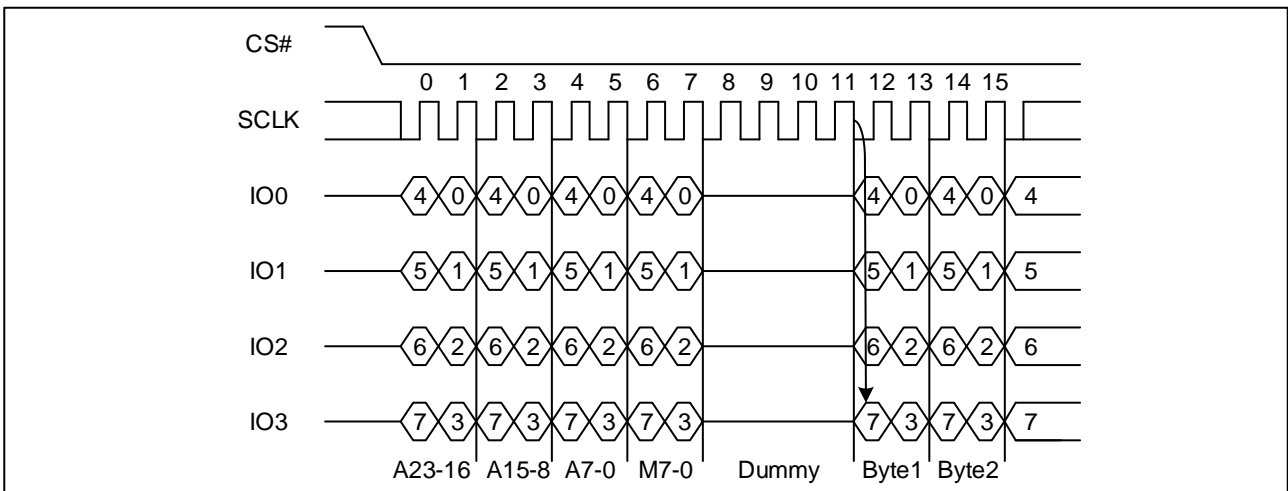 CS#
0 1 2 3 4 5 6 7 8 9 10 11 12 13 14 15
SCLK
IO0 4 0 4 0 4 0 4 0 4 0 4 0 4
IO1 5 1 5 1 5 1 5 1 5 1 5 1 5
IO2 6 2 6 2 6 2 6 2 6 2 6 2 6
IO3 7 3 7 3 7 3 7 3 7 3 7 3 7
A23-16 A15-8 A7-0 M7-0 Dummy Byte1 Byte2